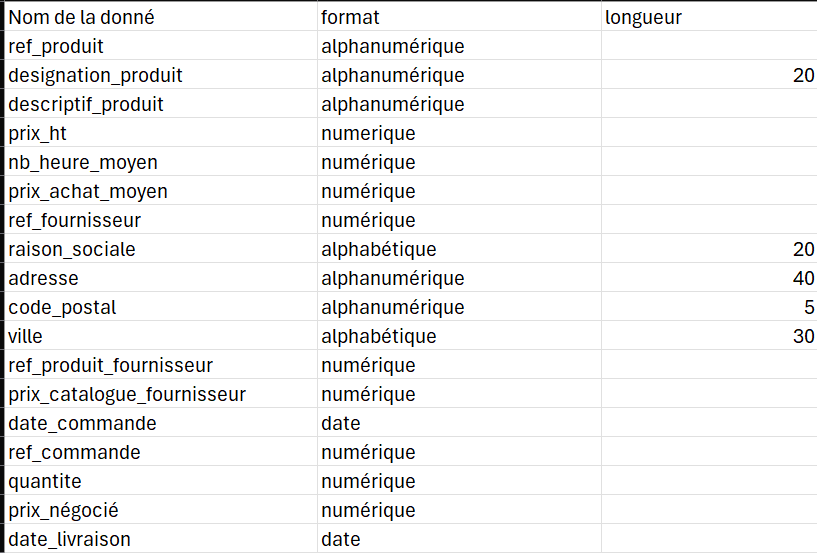 Nom de la donné format longueur
ref_produit alphanumérique
designation_produit alphanumérique 20
descriptif_produit alphanumérique
prix_ht numerique
nb_heure_moyen numérique
prix_achat_moyen numérique
ref_fournisseur numérique
raison_sociale alphabétique 20
adresse alphanumérique 40
code_postal alphanumérique 5
ville alphabétique 30
ref_produit_fournisseur numérique
prix_catalogue_fournisseur numérique
date_commande date
ref_commande numérique
quantite numérique
prix_négocié numérique
date_livraison date